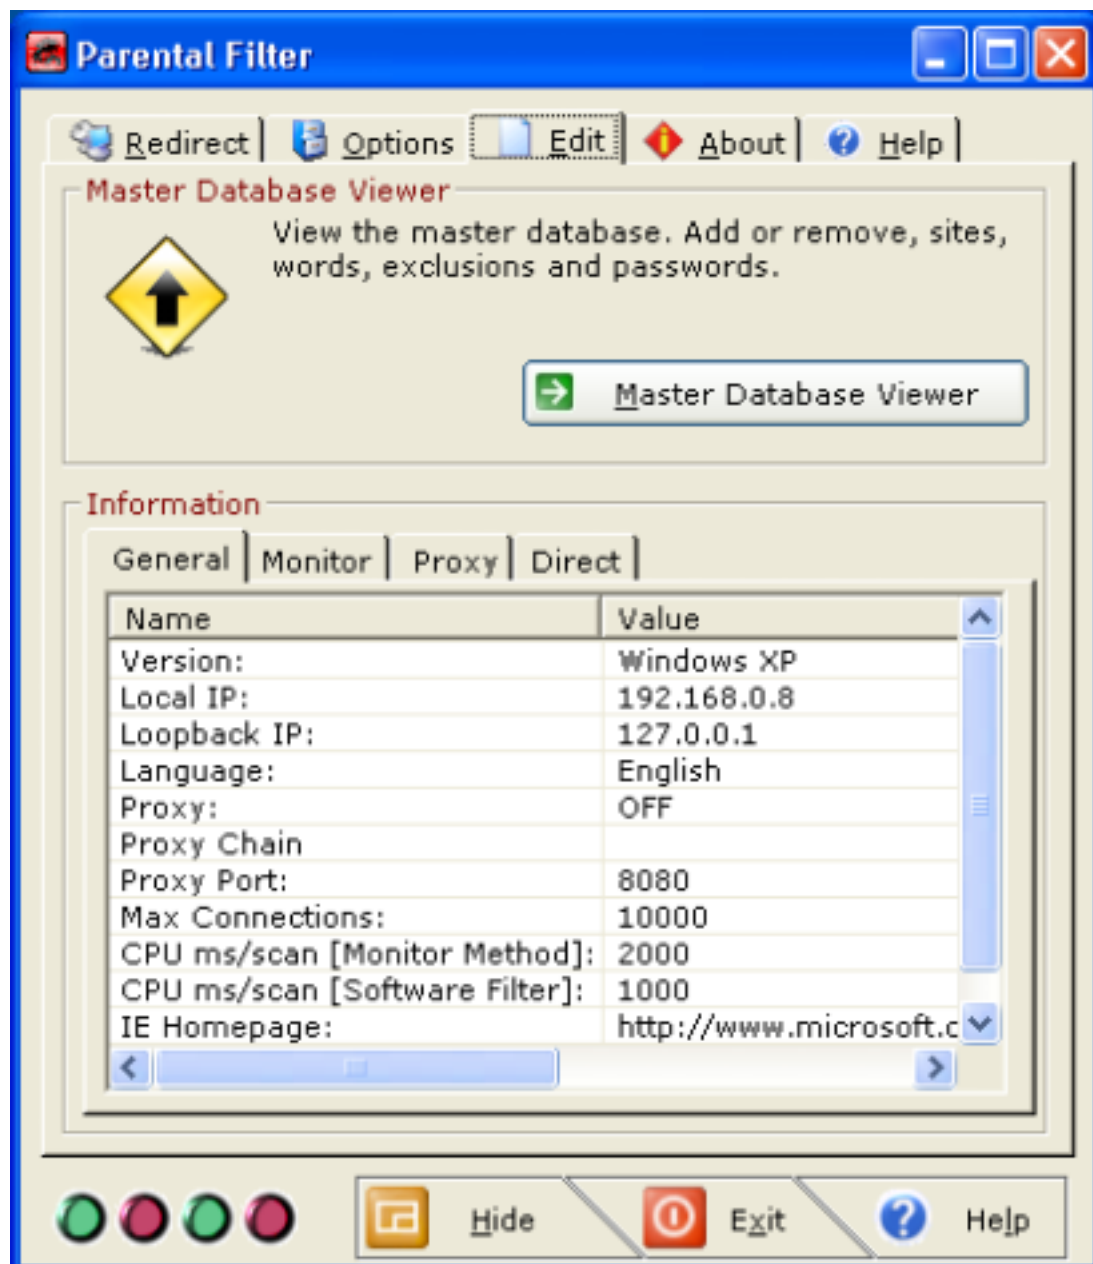 Parental Filter
Redirect Options Edit About Help
Master Database Viewer
View the master database. Add or remove, sites,
words, exclusions and passwords.
Master Database Viewer
Information
General Monitor Proxy Direct
Name Value
Version: Windows XP
Local IP: 192.168.0.8
Loopback IP: 127.0.0.1
Language: English
Proxy: OFF
Proxy Chain
Proxy Port: 8080
Max Connections: 10000
CPU ms/scan [Monitor Method]: 2000
CPU ms/scan [Software Filter]: 1000
IE Homepage: http://www.microsoft.c
Hide Exit Help